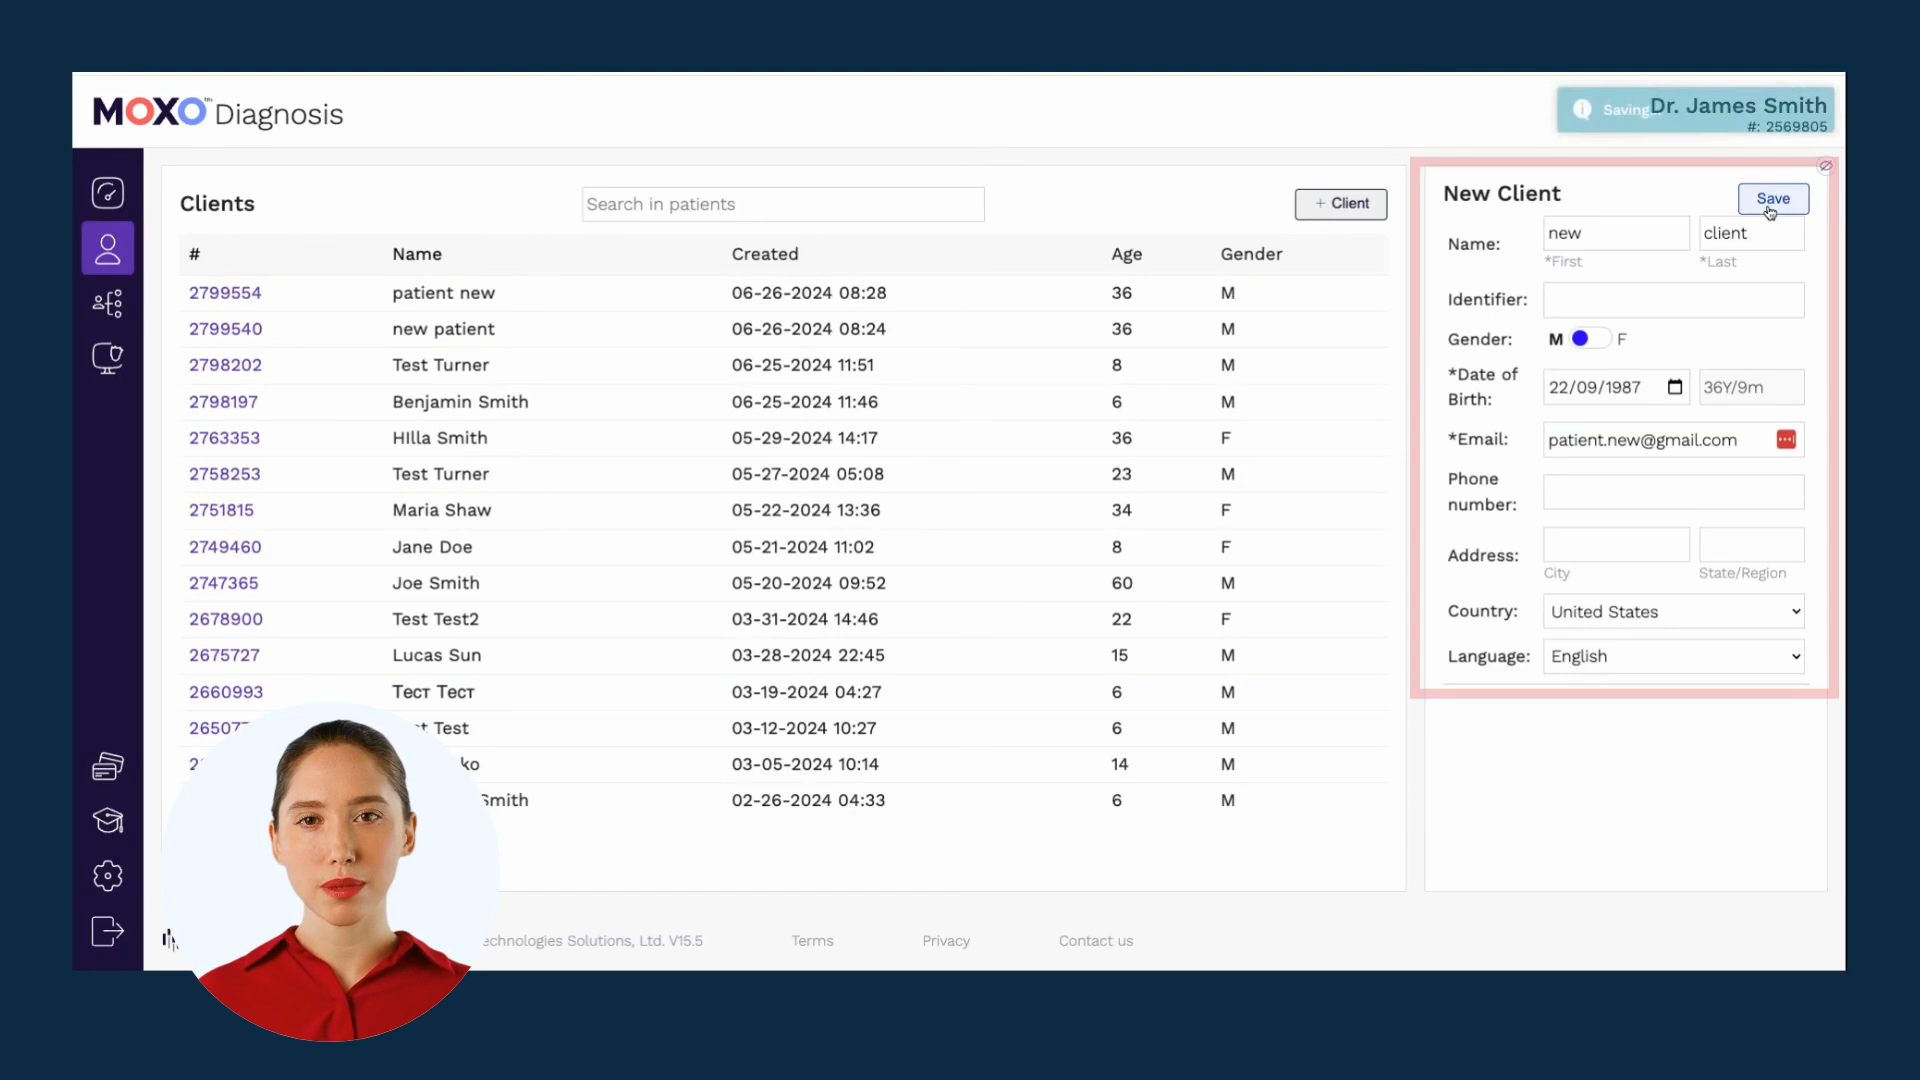 MOXO™ Diagnosis
Saving
Dr. James Smith
#: 2569805
Clients
Search in patients
+ Client
# Name Created Age Gender
2799554 patient new 06-26-2024 08:28 36 M
2799540 new patient 06-26-2024 08:24 36 M
2798202 Test Turner 06-25-2024 11:51 8 M
2798197 Benjamin Smith 06-25-2024 11:46 6 M
2763353 HIlla Smith 05-29-2024 14:17 36 F
2758253 Test Turner 05-27-2024 05:08 23 M
2751815 Maria Shaw 05-22-2024 13:36 34 F
2749460 Jane Doe 05-21-2024 11:02 8 F
2747365 Joe Smith 05-20-2024 09:52 60 M
2678900 Test Test2 03-31-2024 14:46 22 F
2675727 Lucas Sun 03-28-2024 22:45 15 M
2660993 Тест Тест 03-19-2024 04:27 6 M
Test 03-12-2024 10:27 6 M
03-05-2024 10:14 14 M
Smith 02-26-2024 04:33 6 M
Solutions, Ltd. V15.5 Terms Privacy Contact us
New Client
Save
Name: new client
*First *Last
Identifier:
Gender: M F
*Date of
Birth: 22/09/1987 36Y/9m
*Email: patient.new@gmail.com
Phone
number:
Address:
City State/Region
Country: United States
Language: English